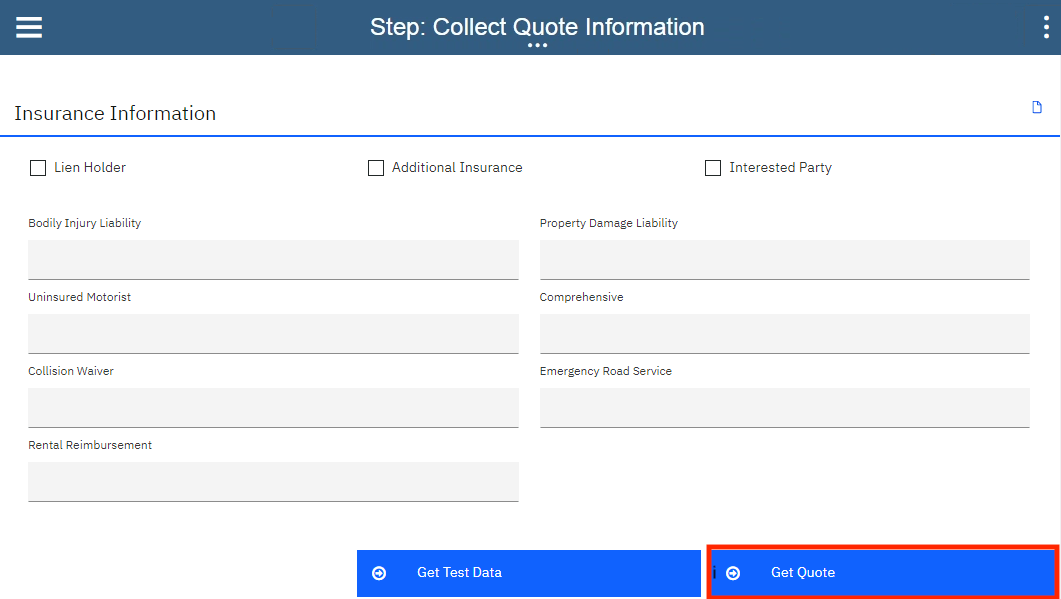 Step: Collect Quote Information
Insurance Information
Lien Holder Additional Insurance Interested Party
Bodily Injury Liability Property Damage Liability
Uninsured Motorist Comprehensive
Collision Waiver Emergency Road Service
Rental Reimbursement
Get Test Data i Get Quote